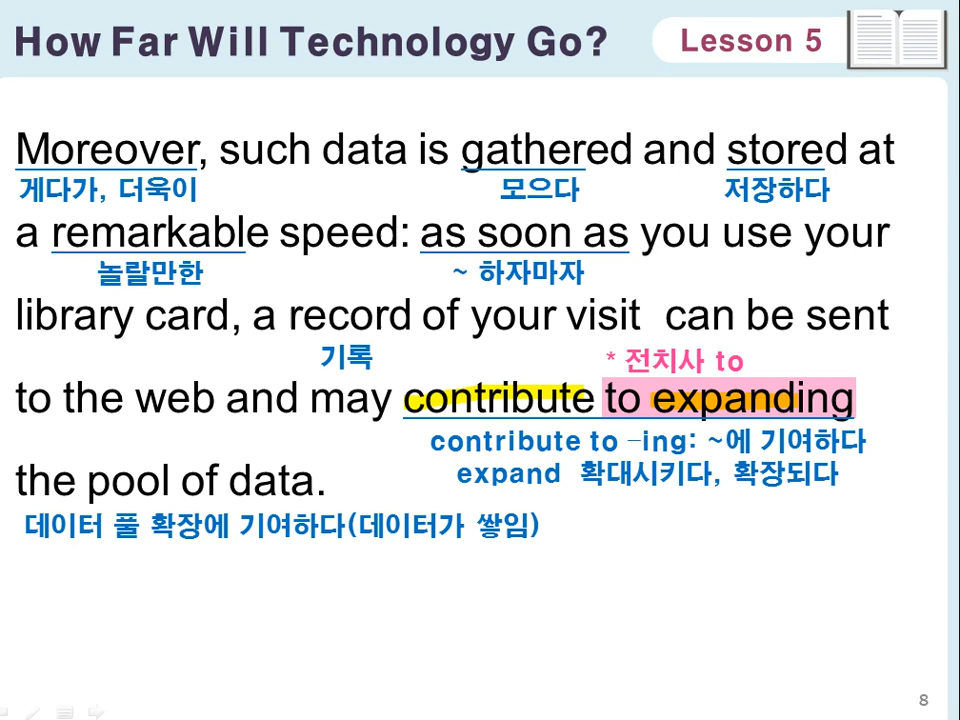 How Far Will Technology Go?
Lesson 5
Moreover, such data is gathered and stored at
게다가, 더욱이 모으다 저장하다
a remarkable speed: as soon as you use your
놀랄만한 ~ 하자마자
library card, a record of your visit can be sent
기록 * 전치사 to
to the web and may contribute to expanding
contribute to –ing: ~에 기여하다
the pool of data.
expand 확대시키다, 확장되다
데이터 풀 확장에 기여하다(데이터가 쌓임)
8